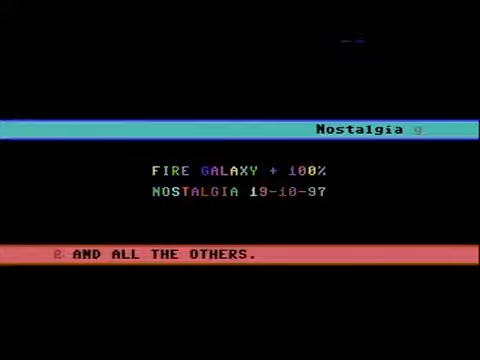 Nostalgia g
FIRE GALAXY + 100%
NOSTALGIA 19-10-97
AND ALL THE OTHERS.